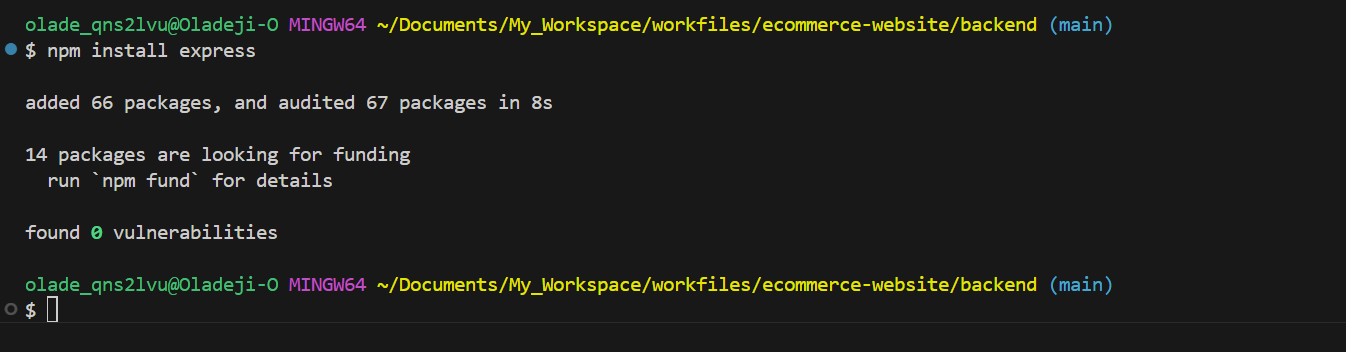 olade_qns2lvu@Oladeji-O MINGW64 ~/Documents/My_Workspace/workfiles/ecommerce-website/backend (main)
$ npm install express
added 66 packages, and audited 67 packages in 8s
14 packages are looking for funding
  run `npm fund` for details
found 0 vulnerabilities
olade_qns2lvu@Oladeji-O MINGW64 ~/Documents/My_Workspace/workfiles/ecommerce-website/backend (main)
$